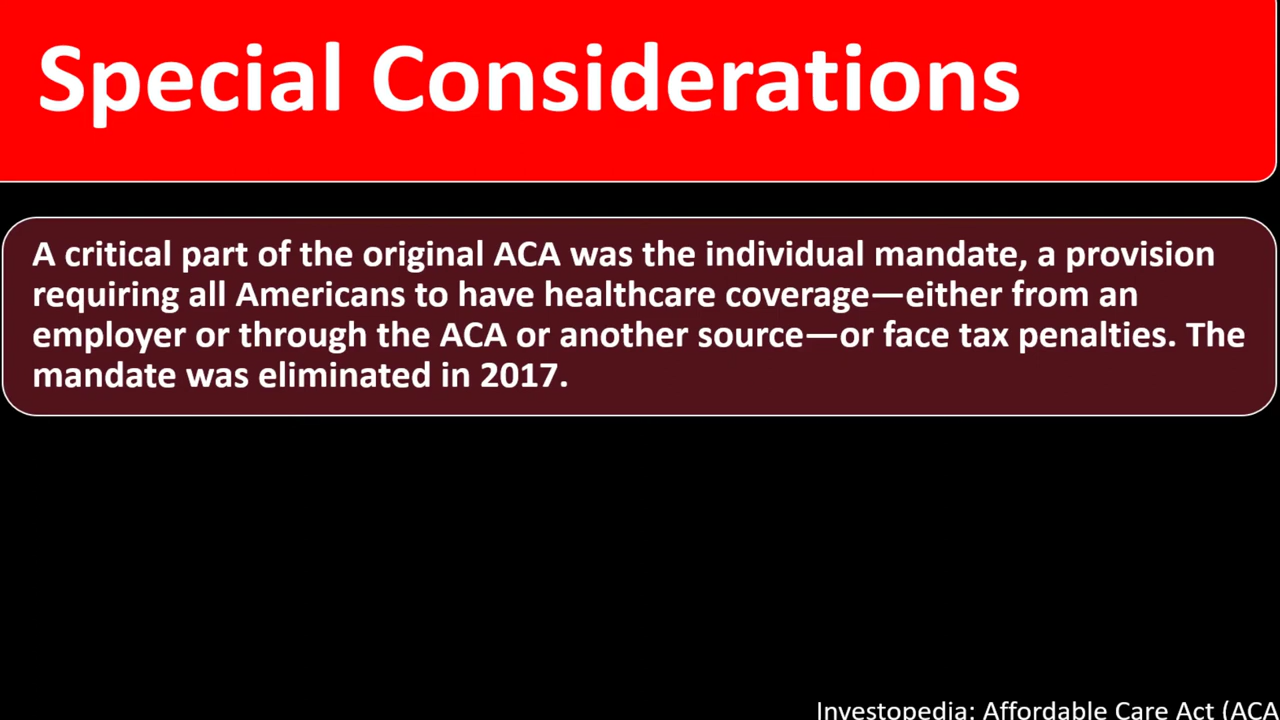 Special Considerations
A critical part of the original ACA was the individual mandate, a provision
requiring all Americans to have healthcare coverage—either from an
employer or through the ACA or another source—or face tax penalties. The
mandate was eliminated in 2017.
Investopedia: Affordable Care Act (ACA